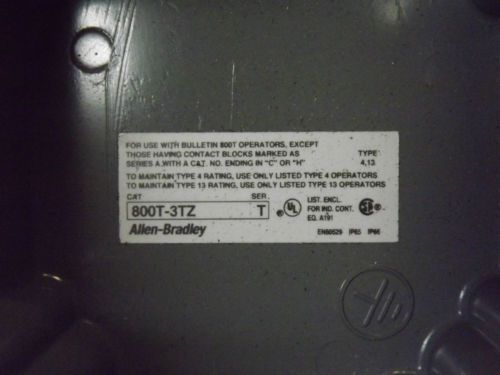 FOR USE WITH BULLETIN 800T OPERATORS, EXCEPT
THOSE HAVING CONTACT BLOCKS MARKED AS TYPE
SERIES A WITH A CAT. NO. ENDING IN "C" OR "H" 4,13
TO MAINTAIN TYPE 4 RATING, USE ONLY LISTED TYPE 4 OPERATORS
TO MAINTAIN TYPE 13 RATING, USE ONLY LISTED TYPE 13 OPERATORS
CAT SER.
800T-3TZ T
UL
LIST. ENCL.
FOR IND. CONT.
EQ. A191
Allen-Bradley EN60529 IP65 IP66